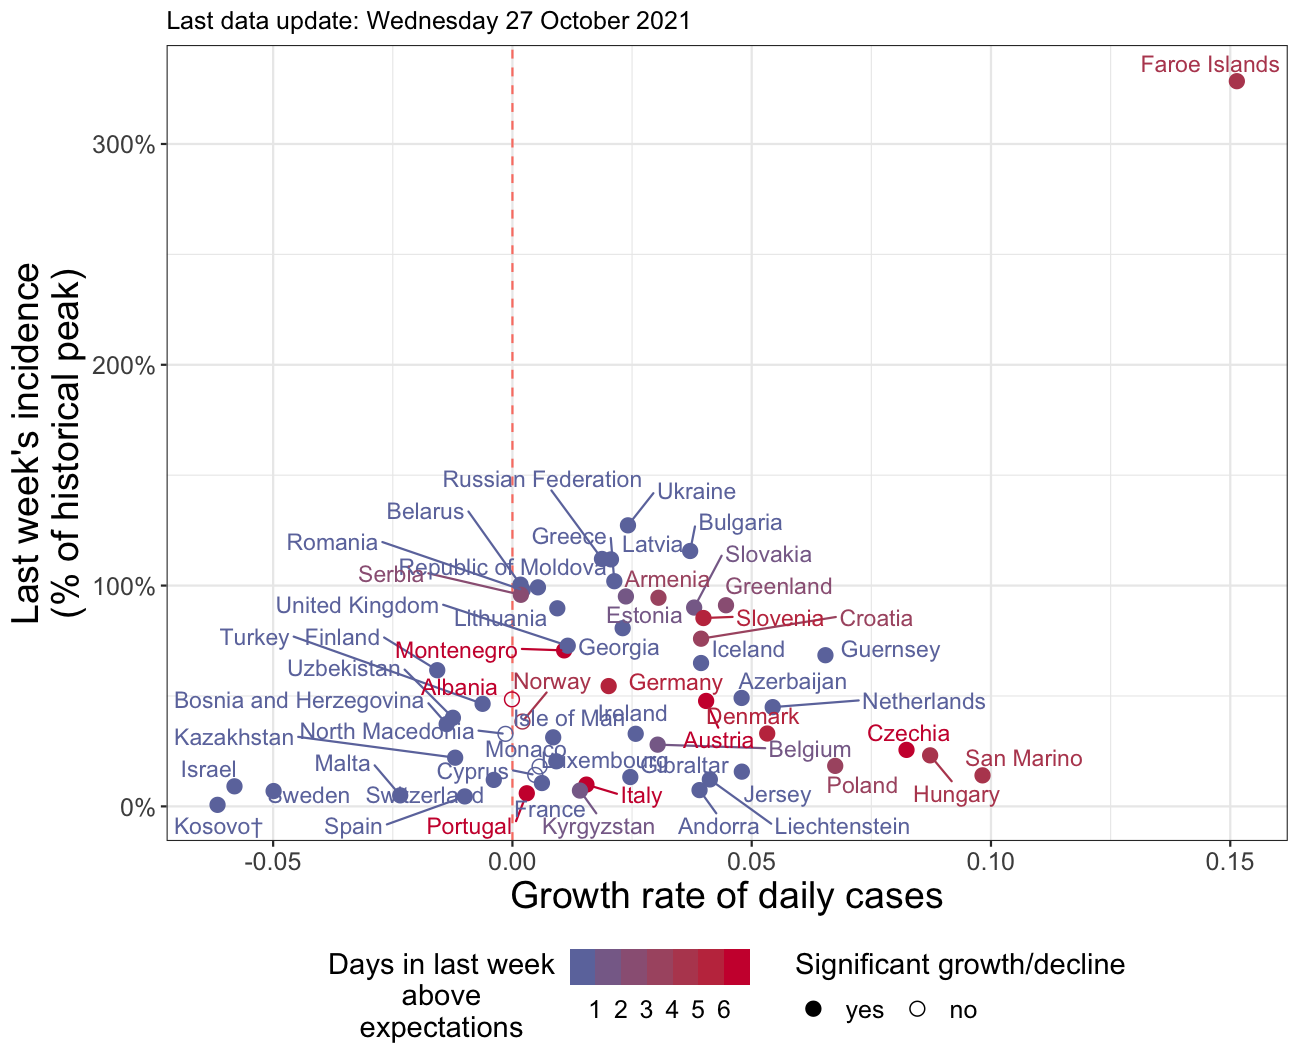 Last data update: Wednesday 27 October 2021
Last week's incidence
(% of historical peak)
300%
200%
100%
0%
Faroe Islands
Russian Federation
Ukraine
Belarus
Bulgaria
Greece
Romania
Latvia
Slovakia
Republic of Moldova
Serbia
Armenia
Greenland
United Kingdom
Lithuania
Estonia
Slovenia
Croatia
Turkey
Finland
Montenegro
Georgia
Iceland
Guernsey
Uzbekistan
Albania
Norway
Germany
Azerbaijan
Bosnia and Herzegovina
Netherlands
Isle of Man
Ireland
Denmark
North Macedonia
Kazakhstan
Austria
Czechia
Monaco
Belgium
Israel
Malta
Cyprus
Luxembourg
Gibraltar
San Marino
Poland
Sweden
Switzerland
Italy
Jersey
Hungary
France
Kosovo†
Spain
Portugal
Kyrgyzstan
Andorra
Liechtenstein
-0.05
0.00
0.05
0.10
0.15
Growth rate of daily cases
Days in last week
above
expectations
1 2 3 4 5 6
Significant growth/decline
yes
no